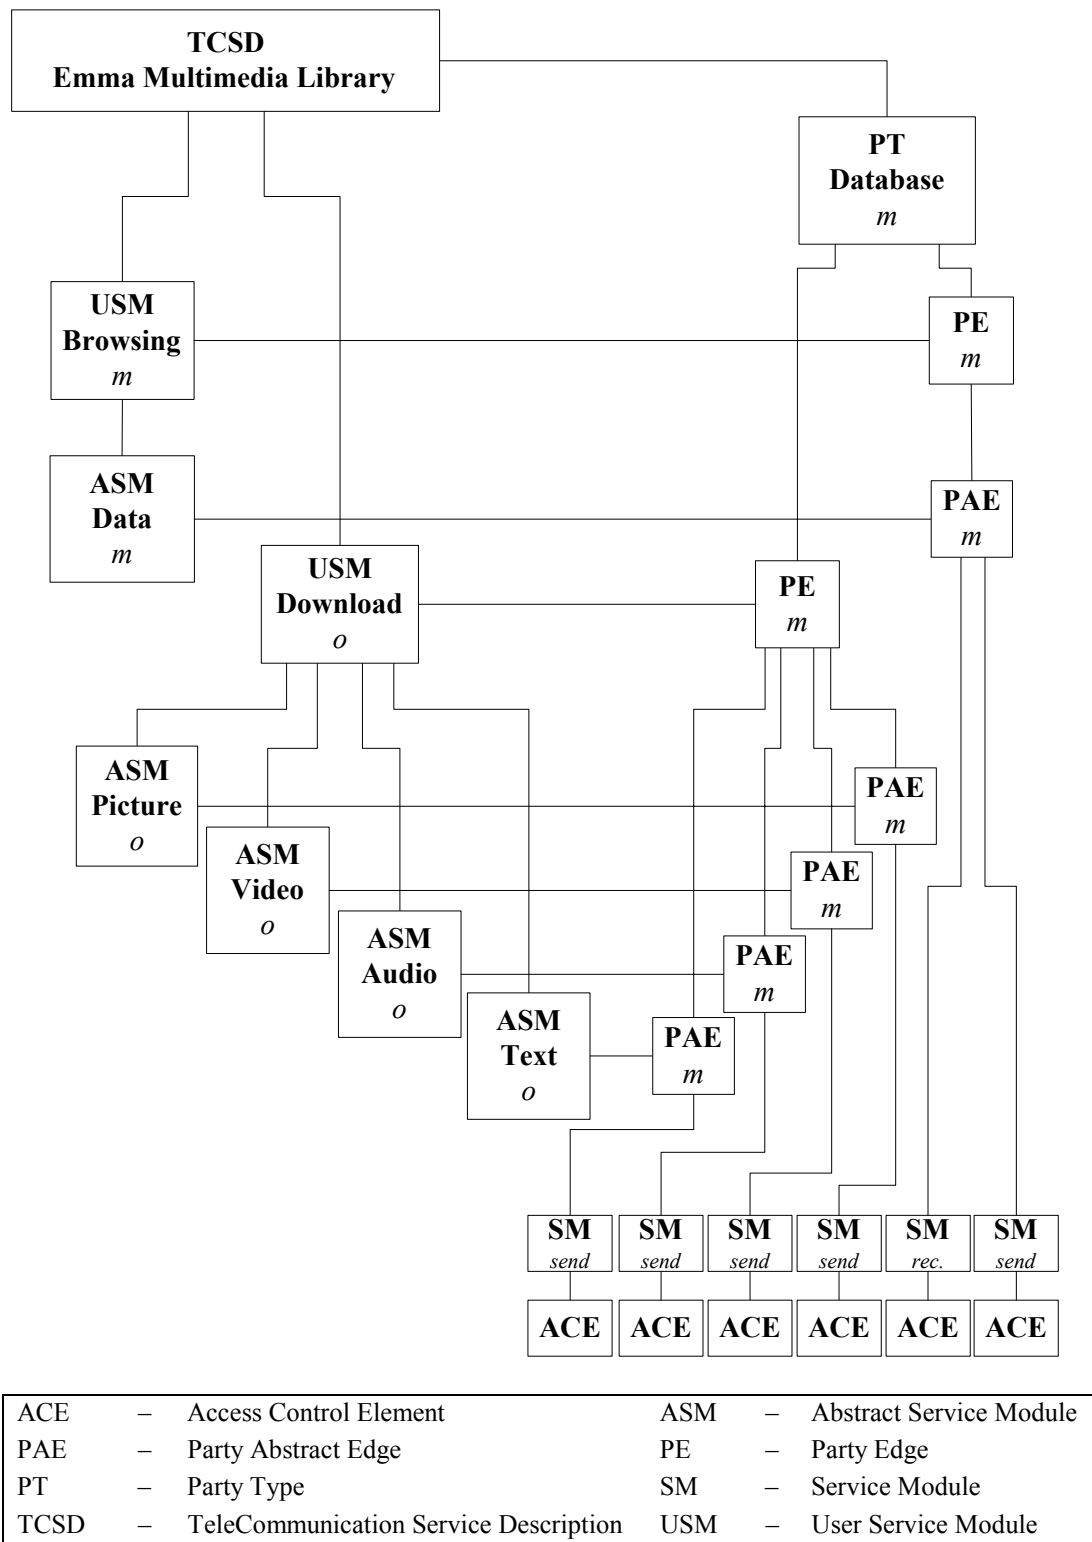 TCSD
Emma Multimedia Library
PT
Database
m
USM
Browsing
m
PE
m
ASM
Data
m
PAE
m
USM
Download
o
PE
m
ASM
Picture
o
PAE
m
ASM
Video
o
PAE
m
ASM
Audio
o
PAE
m
ASM
Text
o
PAE
m
SM SM SM SM SM SM
send send send send rec. send
ACE ACE ACE ACE ACE ACE
ACE – Access Control Element ASM – Abstract Service Module
PAE – Party Abstract Edge PE – Party Edge
PT – Party Type SM – Service Module
TCSD – TeleCommunication Service Description USM – User Service Module